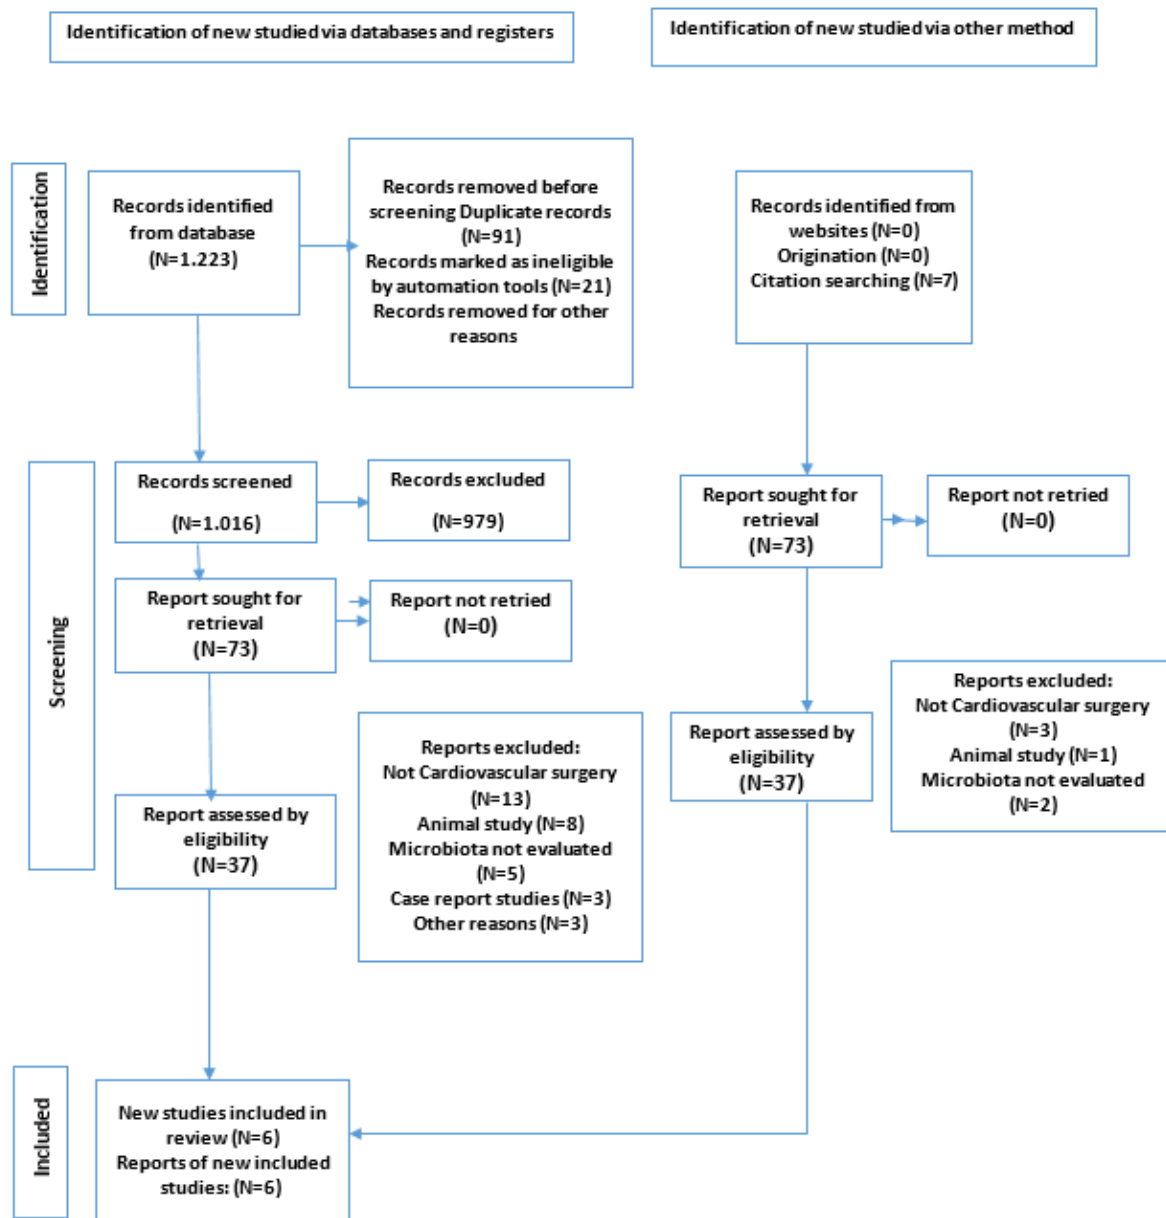 Identification of new studied via databases and registers
Identification of new studied via other method
Identification
Records identified
from database
(N=1.223)
Records removed before
screening Duplicate records
(N=91)
Records marked as ineligible
by automation tools (N=21)
Records removed for other
reasons
Records identified from
websites (N=0)
Origination (N=0)
Citation searching (N=7)
Screening
Records screened
(N=1.016)
Records excluded
(N=979)
Report sought for
retrieval
(N=73)
Report not retried
(N=0)
Report sought for
retrieval
(N=73)
Report not retried
(N=0)
Report assessed by
eligibility
(N=37)
Reports excluded:
Not Cardiovascular surgery
(N=13)
Animal study (N=8)
Microbiota not evaluated
(N=5)
Case report studies (N=3)
Other reasons (N=3)
Report assessed by
eligibility
(N=37)
Reports excluded:
Not Cardiovascular surgery
(N=3)
Animal study (N=1)
Microbiota not evaluated
(N=2)
Included
New studies included in
review (N=6)
Reports of new included
studies: (N=6)